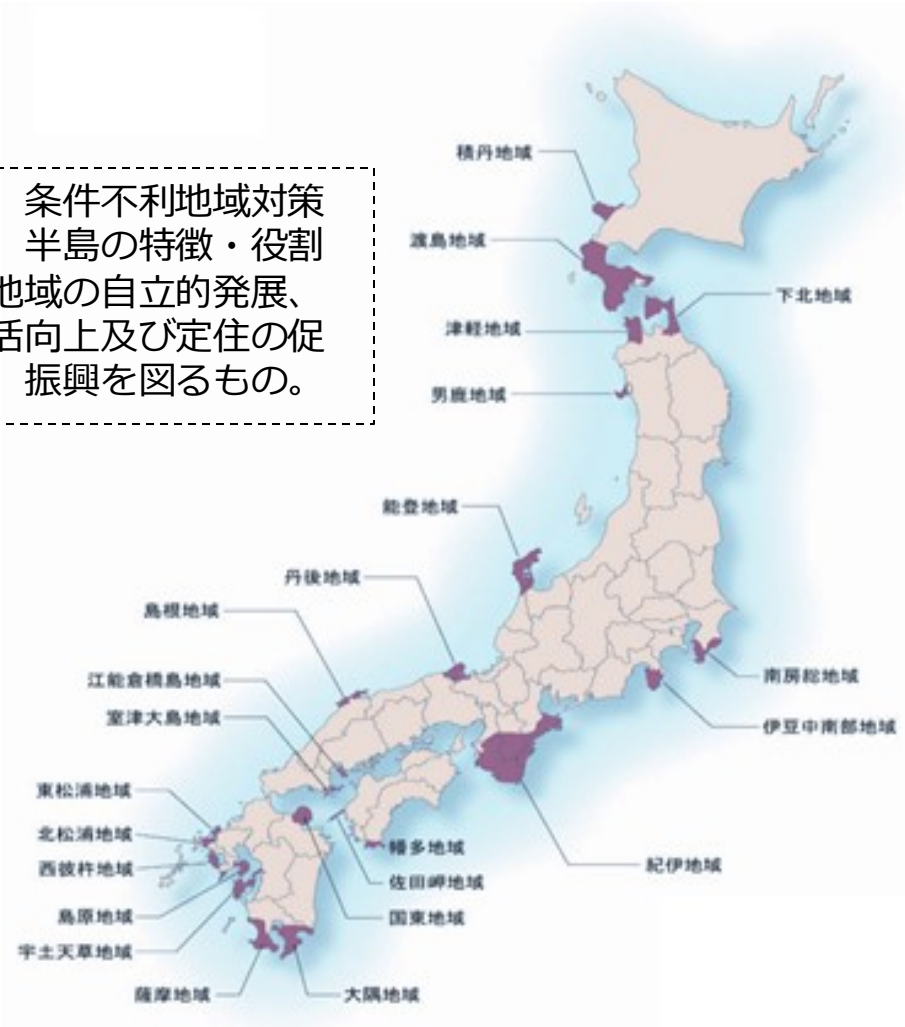 条件不利地域対策
半島の特徴・役割
地域の自立的発展、
活向上及び定住の促
振興を図るもの。
積丹地域
渡島地域
下北地域
津軽地域
男鹿地域
能登地域
丹後地域
島根地域
江能倉橋島地域
室津大島地域
南房総地域
伊豆中南部地域
東松浦地域
北松浦地域
西彼杵地域
島原地域
宇土天草地域
薩摩地域
大隅地域
幡多地域
佐田岬地域
国東地域
紀伊地域